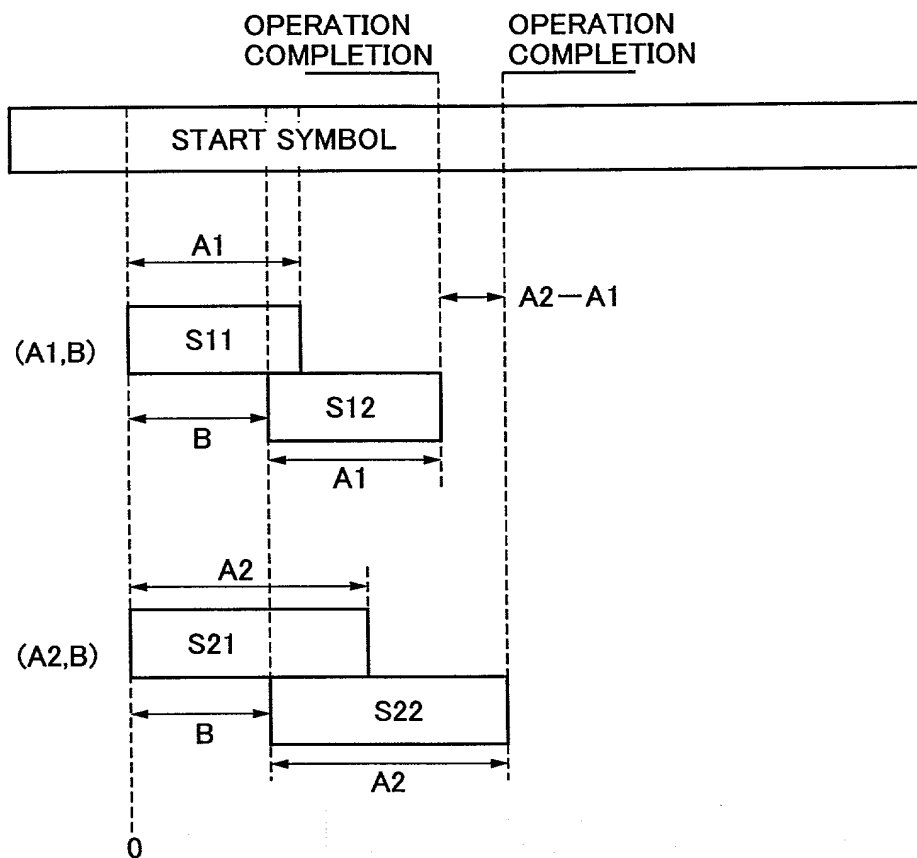 OPERATION
COMPLETION
OPERATION
COMPLETION
START SYMBOL
A1
A2－A1
(A1,B)
S11
S12
B
A1
A2
(A2,B)
S21
S22
B
A2
0